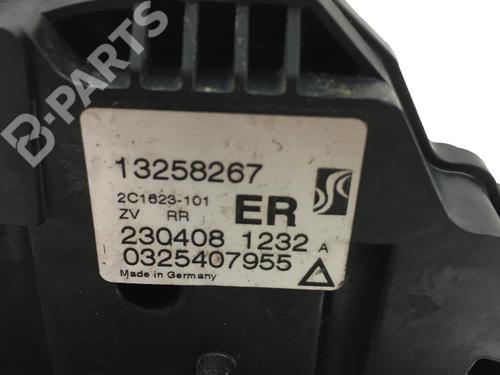 B-PARTS
13258267
2C1623-101
ZV RR ER
230408 1232 A
0325407955
Made in Germany